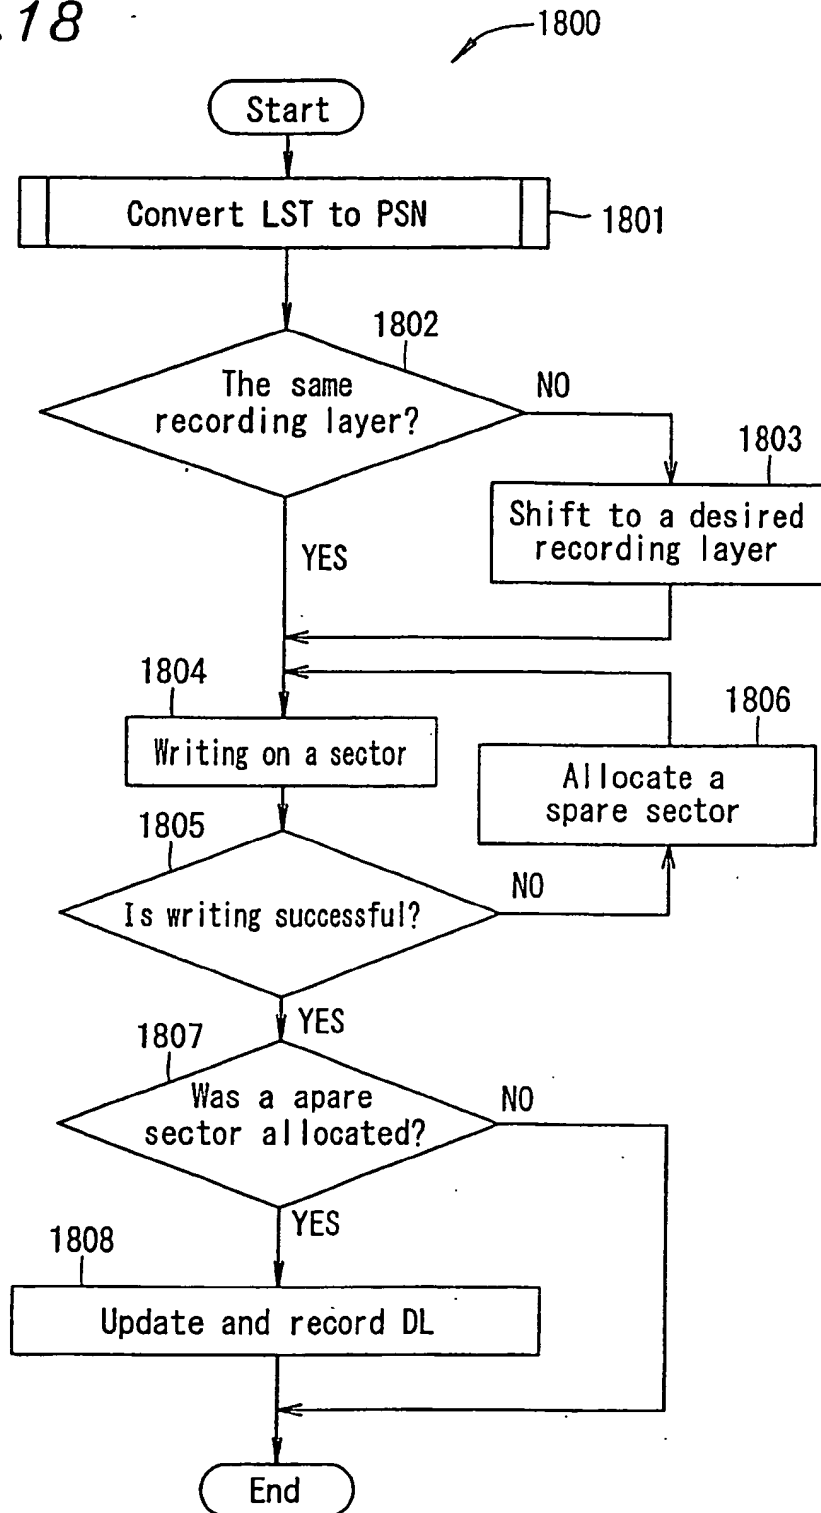 .18
1800
Start
Convert LST to PSN
1801
1802
The same
recording layer?
NO
1803
Shift to a desired
recording layer
YES
1804
Writing on a sector
1806
Allocate a
spare sector
1805
Is writing successful?
NO
YES
1807
Was a apare
sector allocated?
NO
YES
1808
Update and record DL
End